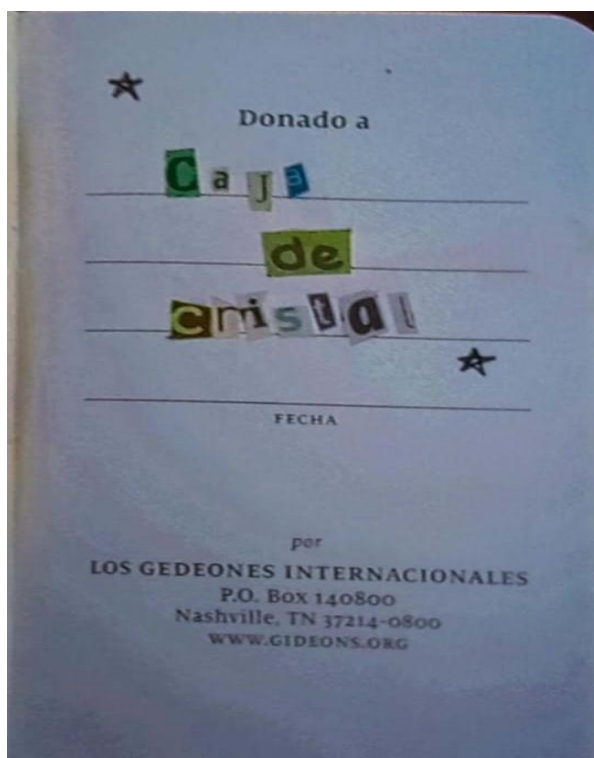 Donado a
Caja
de
cristal
FECHA
por
LOS GEDEONES INTERNACIONALES
P.O. Box 140800
Nashville, TN 37214-0800
WWW.GIDEONS.ORG